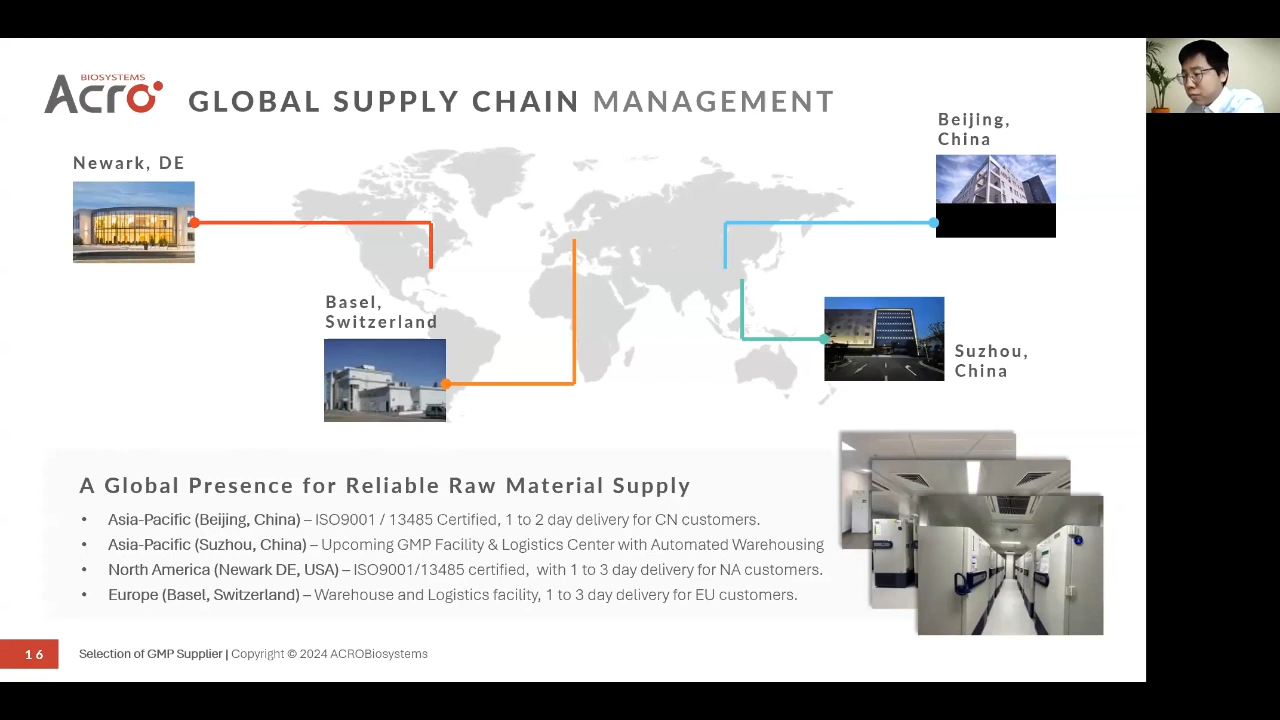 BIOSYSTEMS
Acro
GLOBAL SUPPLY CHAIN MANAGEMENT
Newark, DE
Beijing,
China
Basel,
Switzerland
Suzhou,
China
A Global Presence for Reliable Raw Material Supply
• Asia-Pacific (Beijing, China) – ISO9001 / 13485 Certified, 1 to 2 day delivery for CN customers.
• Asia-Pacific (Suzhou, China) – Upcoming GMP Facility & Logistics Center with Automated Warehousing
• North America (Newark DE, USA) – ISO9001/13485 certified,  with 1 to 3 day delivery for NA customers.
• Europe (Basel, Switzerland) – Warehouse and Logistics facility, 1 to 3 day delivery for EU customers.
16
Selection of GMP Supplier | Copyright © 2024 ACROBiosystems